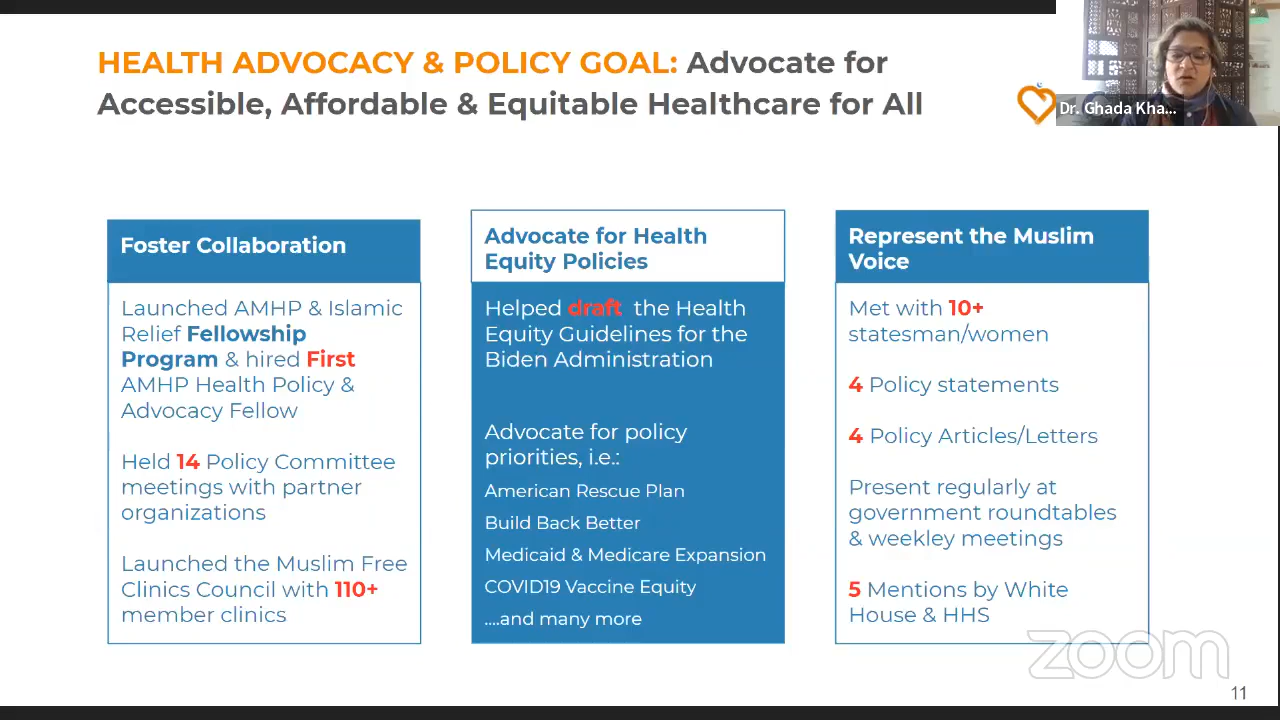 HEALTH ADVOCACY & POLICY GOAL: Advocate for
Accessible, Affordable & Equitable Healthcare for All
Dr. Ghada Kha...
Foster Collaboration
Launched AMHP & Islamic
Relief Fellowship
Program & hired First
AMHP Health Policy &
Advocacy Fellow
Held 14 Policy Committee
meetings with partner
organizations
Launched the Muslim Free
Clinics Council with 110+
member clinics
Advocate for Health
Equity Policies
Helped draft the Health
Equity Guidelines for the
Biden Administration
Advocate for policy
priorities, i.e.:
American Rescue Plan
Build Back Better
Medicaid & Medicare Expansion
COVID19 Vaccine Equity
....and many more
Represent the Muslim
Voice
Met with 10+
statesman/women
4 Policy statements
4 Policy Articles/Letters
Present regularly at
government roundtables
& weekley meetings
5 Mentions by White
House & HHS
zoom
11